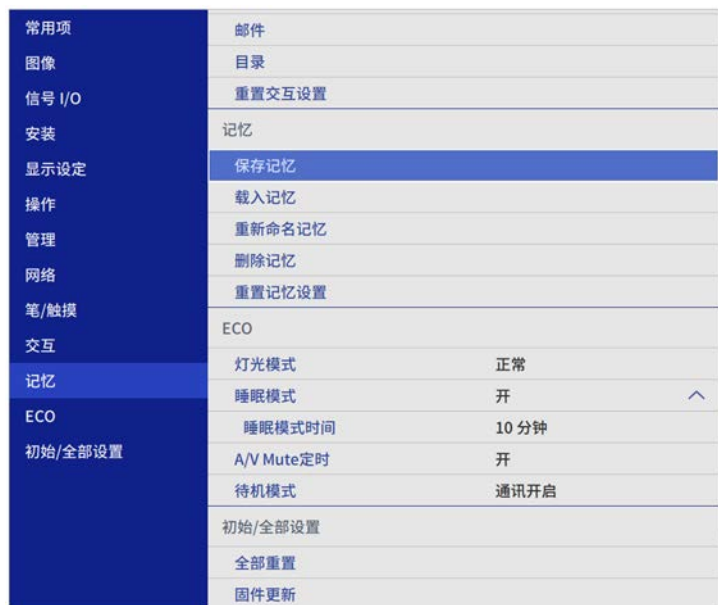 常用项
图像
信号 I/O
安装
显示设定
操作
管理
网络
笔/触摸
交互
记忆
ECO
初始/全部设置
邮件
目录
重置交互设置
记忆
保存记忆
载入记忆
重新命名记忆
删除记忆
重置记忆设置
ECO
灯光模式 正常
睡眠模式 开
睡眠模式时间 10 分钟
A/V Mute定时 开
待机模式 通讯开启
初始/全部设置
全部重置
固件更新